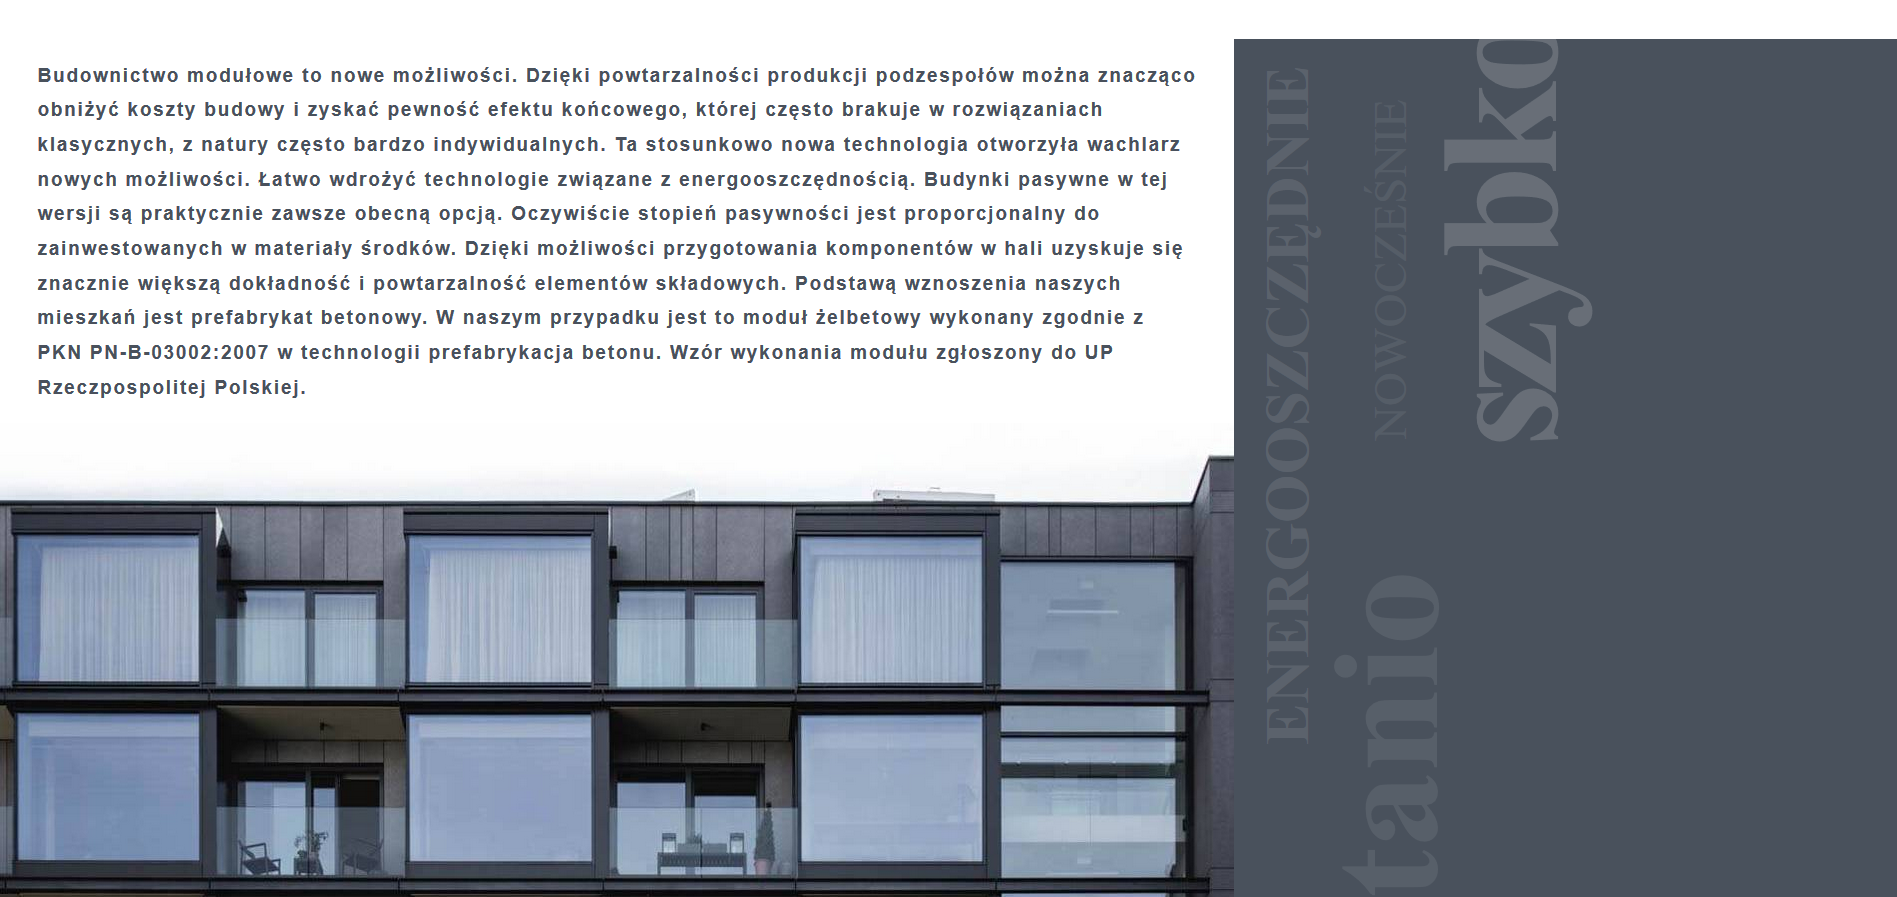 Budownictwo modułowe to nowe możliwości. Dzięki powtarzalności produkcji podzespołów można znacząco
obniżyć koszty budowy i zyskać pewność efektu końcowego, której często brakuje w rozwiązaniach
klasycznych, z natury często bardzo indywidualnych. Ta stosunkowo nowa technologia otworzyła wachlarz
nowych możliwości. Łatwo wdrożyć technologie związane z energooszczędnością. Budynki pasywne w tej
wersji są praktycznie zawsze obecną opcją. Oczywiście stopień pasywności jest proporcjonalny do
zainwestowanych w materiały środków. Dzięki możliwości przygotowania komponentów w hali uzyskuje się
znacznie większą dokładność i powtarzalność elementów składowych. Podstawą wznoszenia naszych
mieszkań jest prefabrykat betonowy. W naszym przypadku jest to moduł żelbetowy wykonany zgodnie z
PKN PN-B-03002:2007 w technologii prefabrykacja betonu. Wzór wykonania modułu zgłoszony do UP
Rzeczpospolitej Polskiej.
ENERGOOSZCZĘDNIE
tanio
NOWOCZEŚNIE
szybko